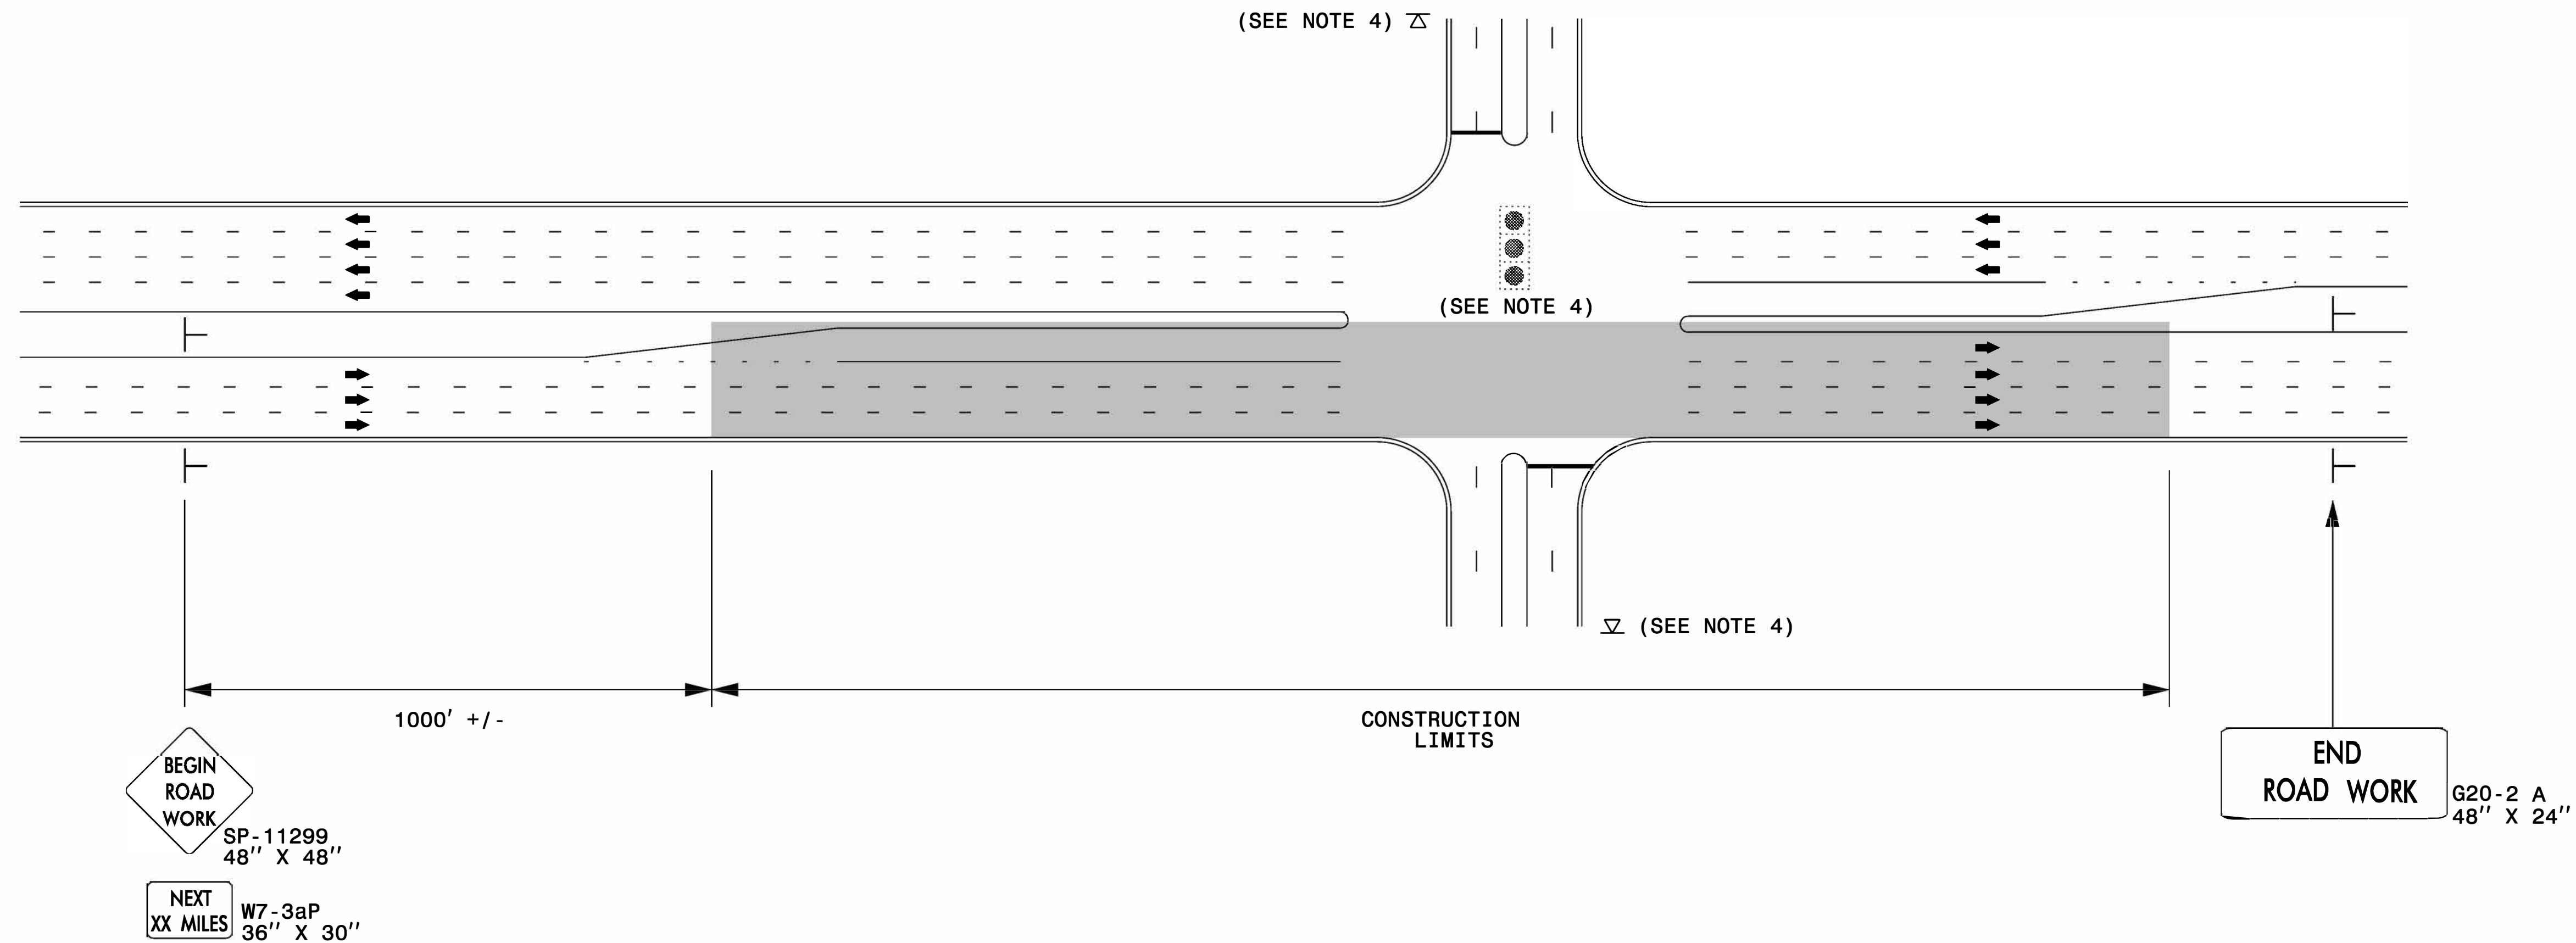 (SEE NOTE 4)
(SEE NOTE 4)
(SEE NOTE 4)
1000' +/-
CONSTRUCTION
LIMITS
BEGIN
ROAD
WORK
SP-11299
48'' X 48''
NEXT
XX MILES
W7-3aP
36'' X 30''
END
ROAD WORK
G20-2 A
48'' X 24''